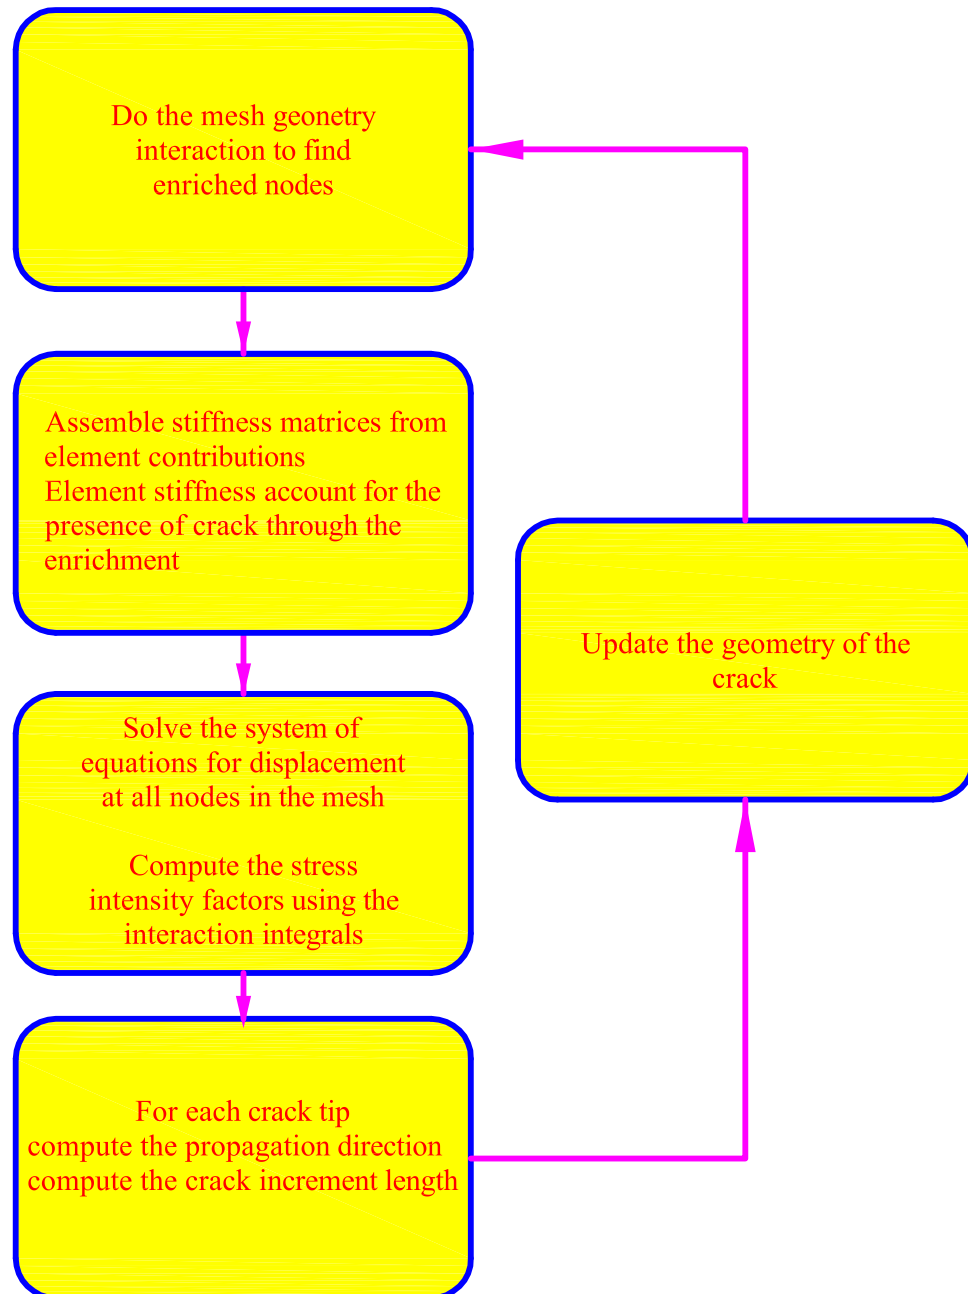 Do the mesh geometry
interaction to find
enriched nodes
Assemble stiffness matrices from
element contributions
Element stiffness account for the
presence of crack through the
enrichment
Solve the system of
equations for displacement
at all nodes in the mesh
Compute the stress
intensity factors using the
interaction integrals
For each crack tip
compute the propagation direction
compute the crack increment length
Update the geometry of the
crack